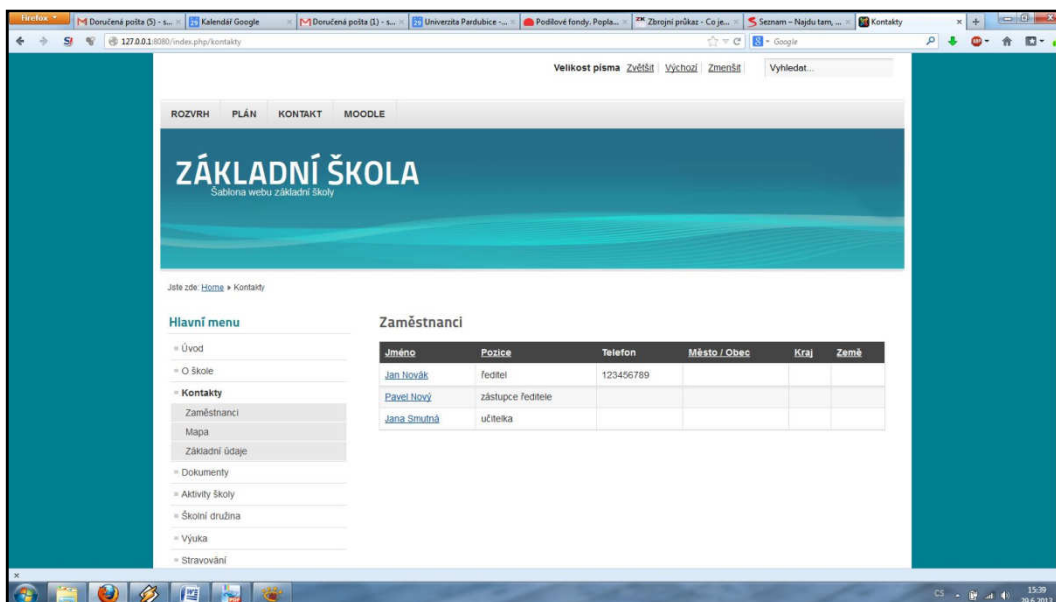 Firefox
Doručená pošta (5) - s...
Kalendář Google
Doručená pošta (1) - s...
Univerzita Pardubice -...
Podílové fondy. Popla...
Zbrojní průkaz - Co je...
Seznam – Najdu tam, ...
Kontakty
127.0.0.1:8080/index.php/kontakty
Google
Velikost písma Zvětšit Výchozí Zmenšit Vyhledat...
ROZVRH PLÁN KONTAKT MOODLE
ZÁKLADNÍ ŠKOLA
Šablona webu základní školy
Jste zde: Home Kontakty
Hlavní menu
Úvod
O škole
Kontakty
Zaměstnanci
Mapa
Základní údaje
Dokumenty
Aktivity školy
Školní družina
Výuka
Stravování
Zaměstnanci
Jméno Pozice Telefon Město / Obec Kraj Země
Jan Novák ředitel 123456789
Pavel Nový zástupce ředitele
Jana Smutná učitelka
CS 15:39